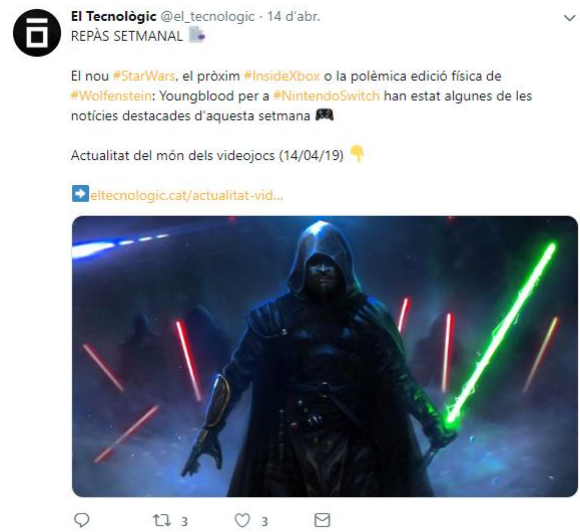 El Tecnològic @el_tecnologic · 14 d'abr.
REPÀS SETMANAL
El nou #StarWars, el pròxim #InsideXbox o la polèmica edició física de
#Wolfenstein: Youngblood per a #NintendoSwitch han estat algunes de les
notícies destacades d'aquesta setmana
Actualitat del món dels videojocs (14/04/19)
eltecnologic.cat/actualitat-vid...
3 3